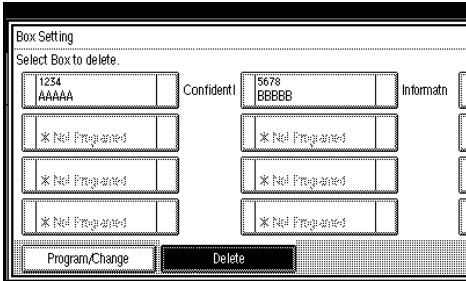 Box Setting
Select Box to delete.
1234
AAAAA
Confidenti
5678
BBBBB
Informatn
* Not Programed
* Not Programed
* Not Programed
* Not Programed
* Not Programed
* Not Programed
Program/Change
Delete